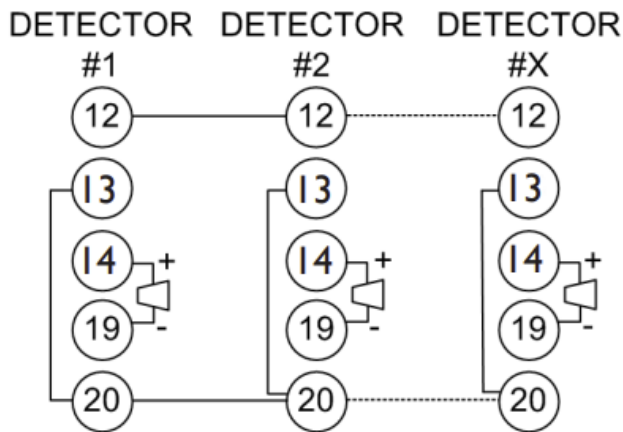 DETECTOR DETECTOR DETECTOR
#1 #2 #X
12 12 12
13 13 13
14 + 14 + 14 +
19 - 19 - 19 -
20 20 20